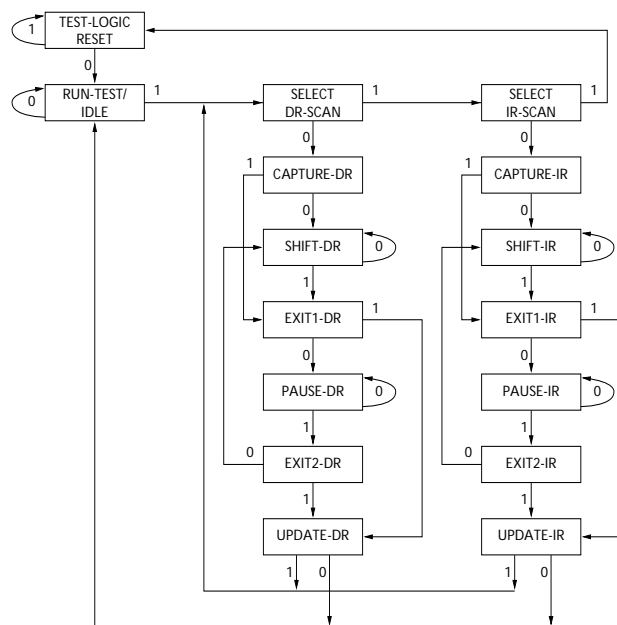 TEST-LOGIC
RESET
1
0
RUN-TEST/
IDLE
0
1
SELECT
DR-SCAN
1
SELECT
IR-SCAN
1
0
0
1
CAPTURE-DR
1
CAPTURE-IR
0
0
SHIFT-DR
0
SHIFT-IR
0
1
1
EXIT1-DR
1
EXIT1-IR
1
0
0
PAUSE-DR
0
PAUSE-IR
0
1
1
0
EXIT2-DR
0
EXIT2-IR
1
1
UPDATE-DR
UPDATE-IR
1
0
1
0